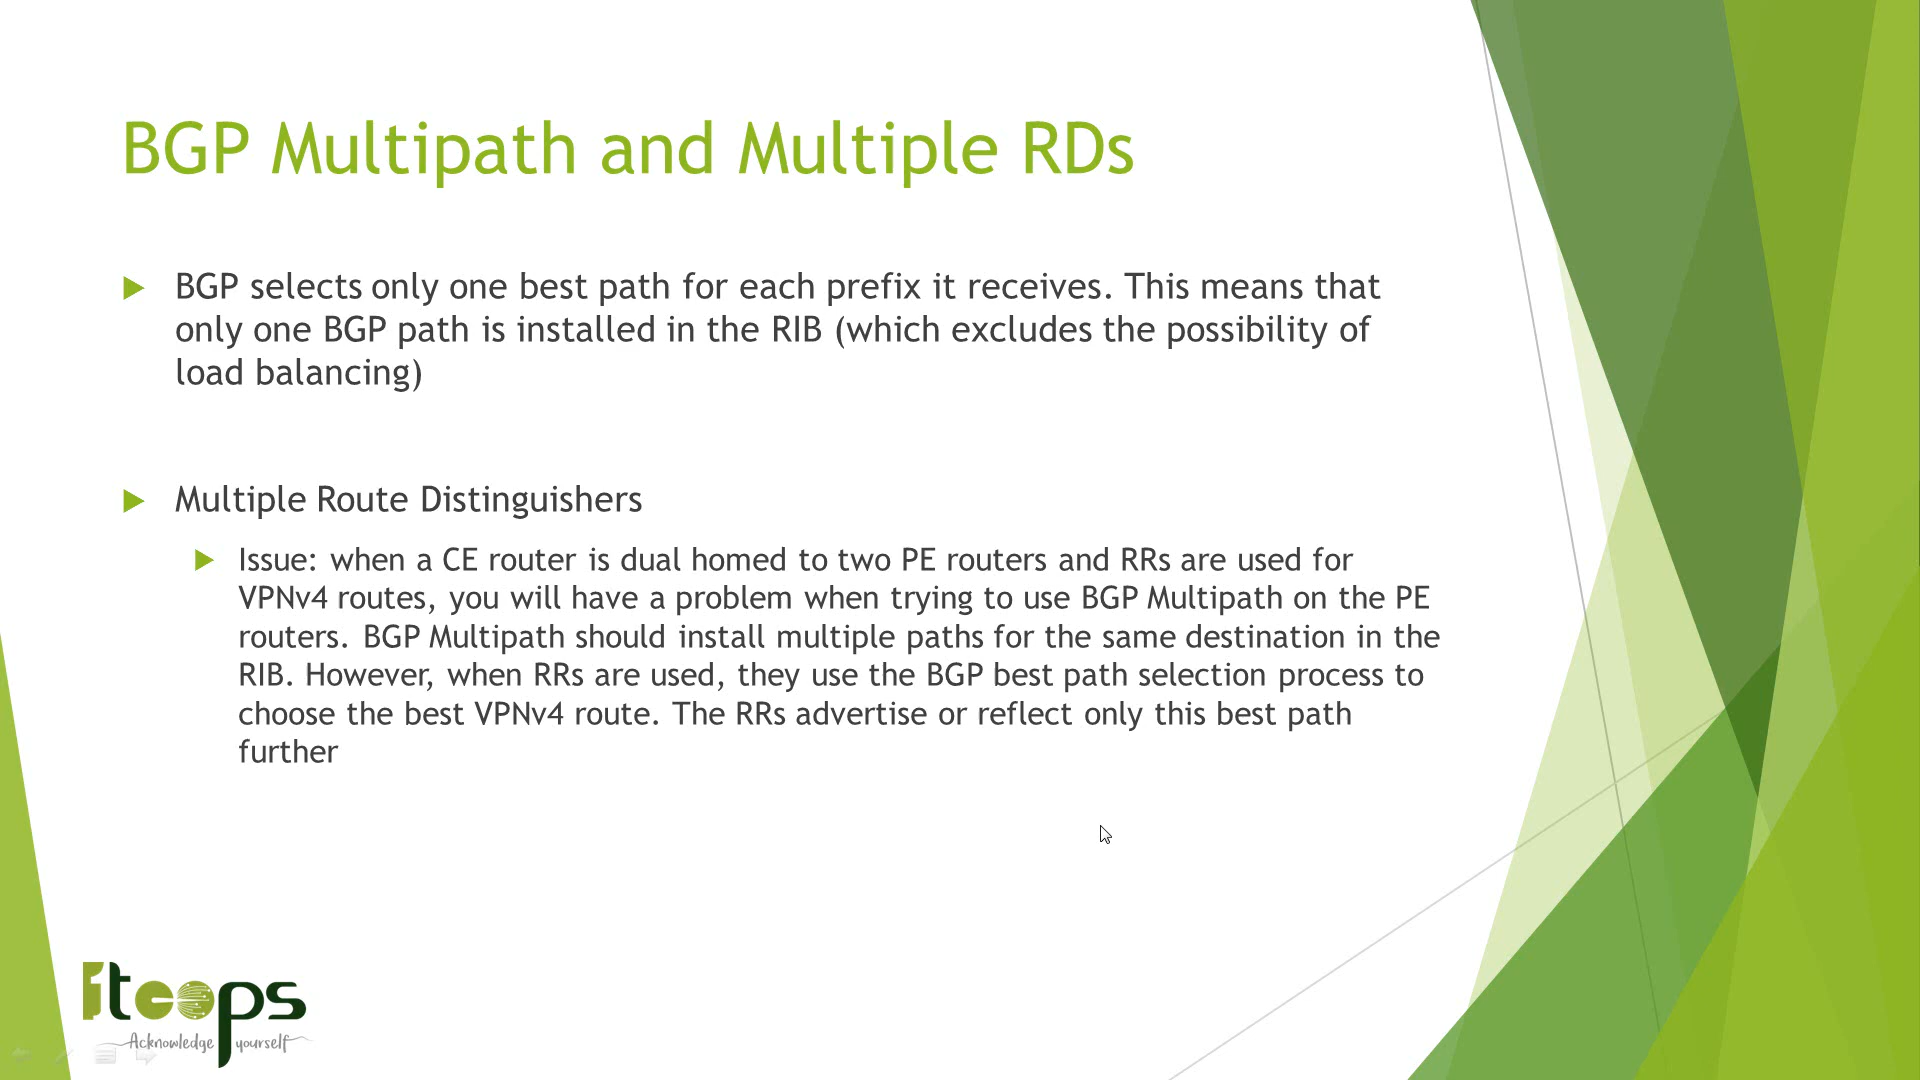 BGP Multipath and Multiple RDs
BGP selects only one best path for each prefix it receives. This means that
only one BGP path is installed in the RIB (which excludes the possibility of
load balancing)
Multiple Route Distinguishers
Issue: when a CE router is dual homed to two PE routers and RRs are used for
VPNv4 routes, you will have a problem when trying to use BGP Multipath on the PE
routers. BGP Multipath should install multiple paths for the same destination in the
RIB. However, when RRs are used, they use the BGP best path selection process to
choose the best VPNv4 route. The RRs advertise or reflect only this best path
further
itcops
Acknowledge yourself